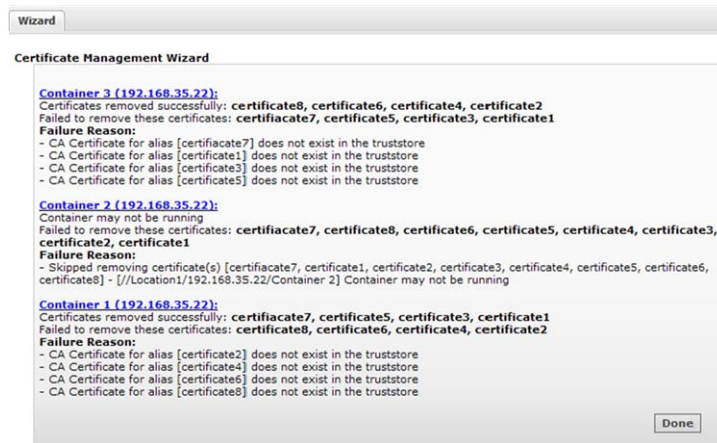 Wizard
Certificate Management Wizard
Container 3 (192.168.35.22):
Certificates removed successfully: certificate8, certificate6, certificate4, certificate2
Failed to remove these certificates: certifiacate7, certificate5, certificate3, certificate1
Failure Reason:
- CA Certificate for alias [certifiacate7] does not exist in the truststore
- CA Certificate for alias [certificate1] does not exist in the truststore
- CA Certificate for alias [certificate3] does not exist in the truststore
- CA Certificate for alias [certificate5] does not exist in the truststore
Container 2 (192.168.35.22):
Container may not be running
Failed to remove these certificates: certifiacate7, certificate8, certificate6, certificate5, certificate4, certificate3,
certificate2, certificate1
Failure Reason:
- Skipped removing certificate(s) [certifiacate7, certificate1, certificate2, certificate3, certificate4, certificate5, certificate6,
certificate8] - [//Location1/192.168.35.22/Container 2] Container may not be running
Container 1 (192.168.35.22):
Certificates removed successfully: certifiacate7, certificate5, certificate3, certificate1
Failed to remove these certificates: certificate8, certificate6, certificate4, certificate2
Failure Reason:
- CA Certificate for alias [certificate2] does not exist in the truststore
- CA Certificate for alias [certificate4] does not exist in the truststore
- CA Certificate for alias [certificate6] does not exist in the truststore
- CA Certificate for alias [certificate8] does not exist in the truststore
Done